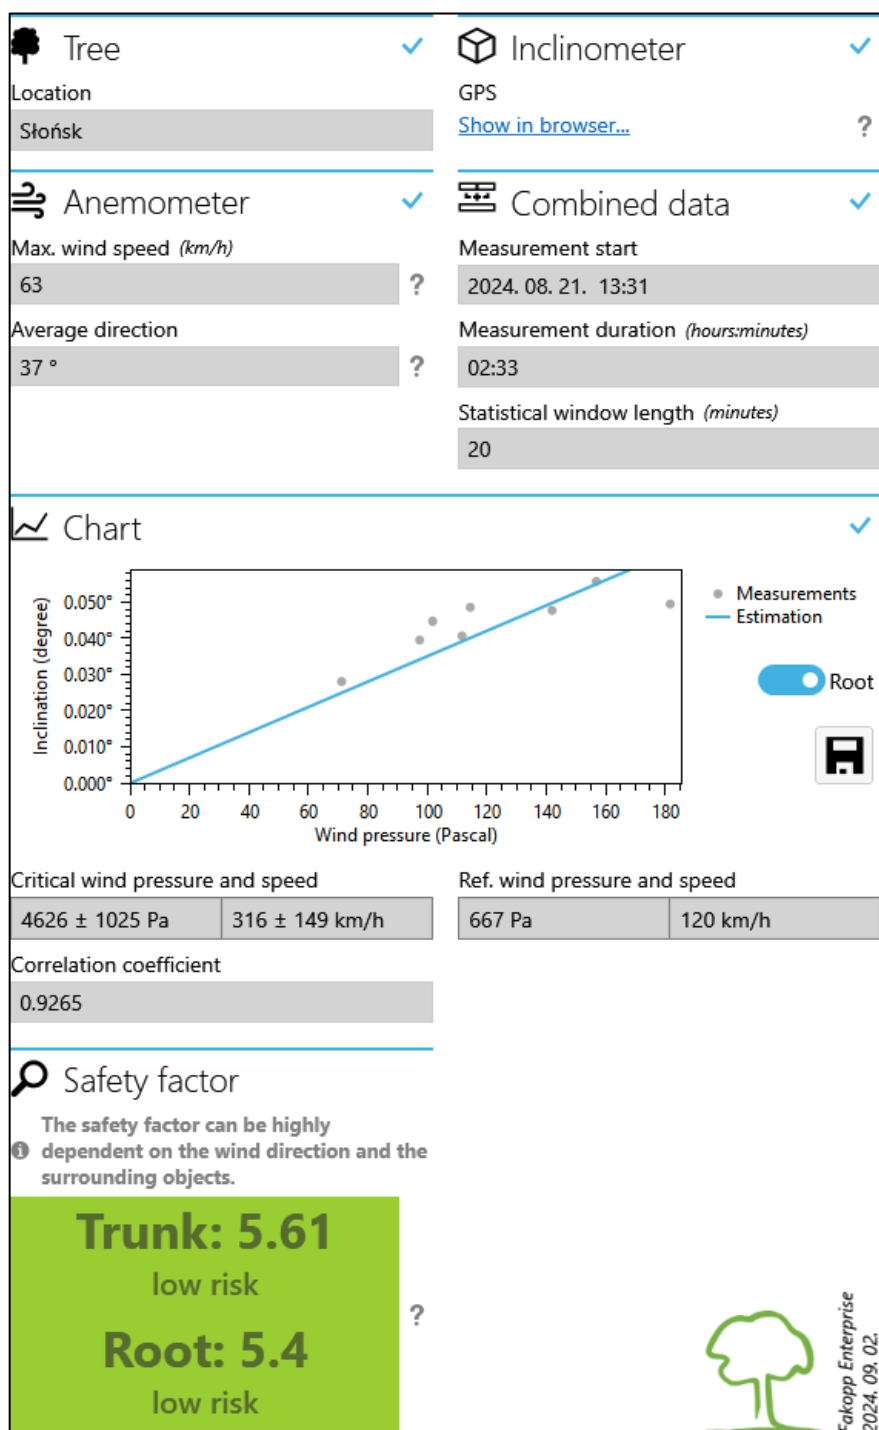 Tree
Location
Słońsk
Inclinometer
GPS
Show in browser...
?
Anemometer
Max. wind speed (km/h)
63
?
Average direction
37 °
?
Combined data
Measurement start
2024. 08. 21. 13:31
Measurement duration (hours:minutes)
02:33
Statistical window length (minutes)
20
Chart
Inclination (degree)
0.050°
0.040°
0.030°
0.020°
0.010°
0.000°
0 20 40 60 80 100 120 140 160 180
Wind pressure (Pascal)
Measurements
Estimation
Root
Critical wind pressure and speed
4626 ± 1025 Pa 316 ± 149 km/h
Ref. wind pressure and speed
667 Pa 120 km/h
Correlation coefficient
0.9265
Safety factor
The safety factor can be highly
dependent on the wind direction and the
surrounding objects.
Trunk: 5.61
low risk
Root: 5.4
low risk
?
Fakopp Enterprise
2024. 09. 02.